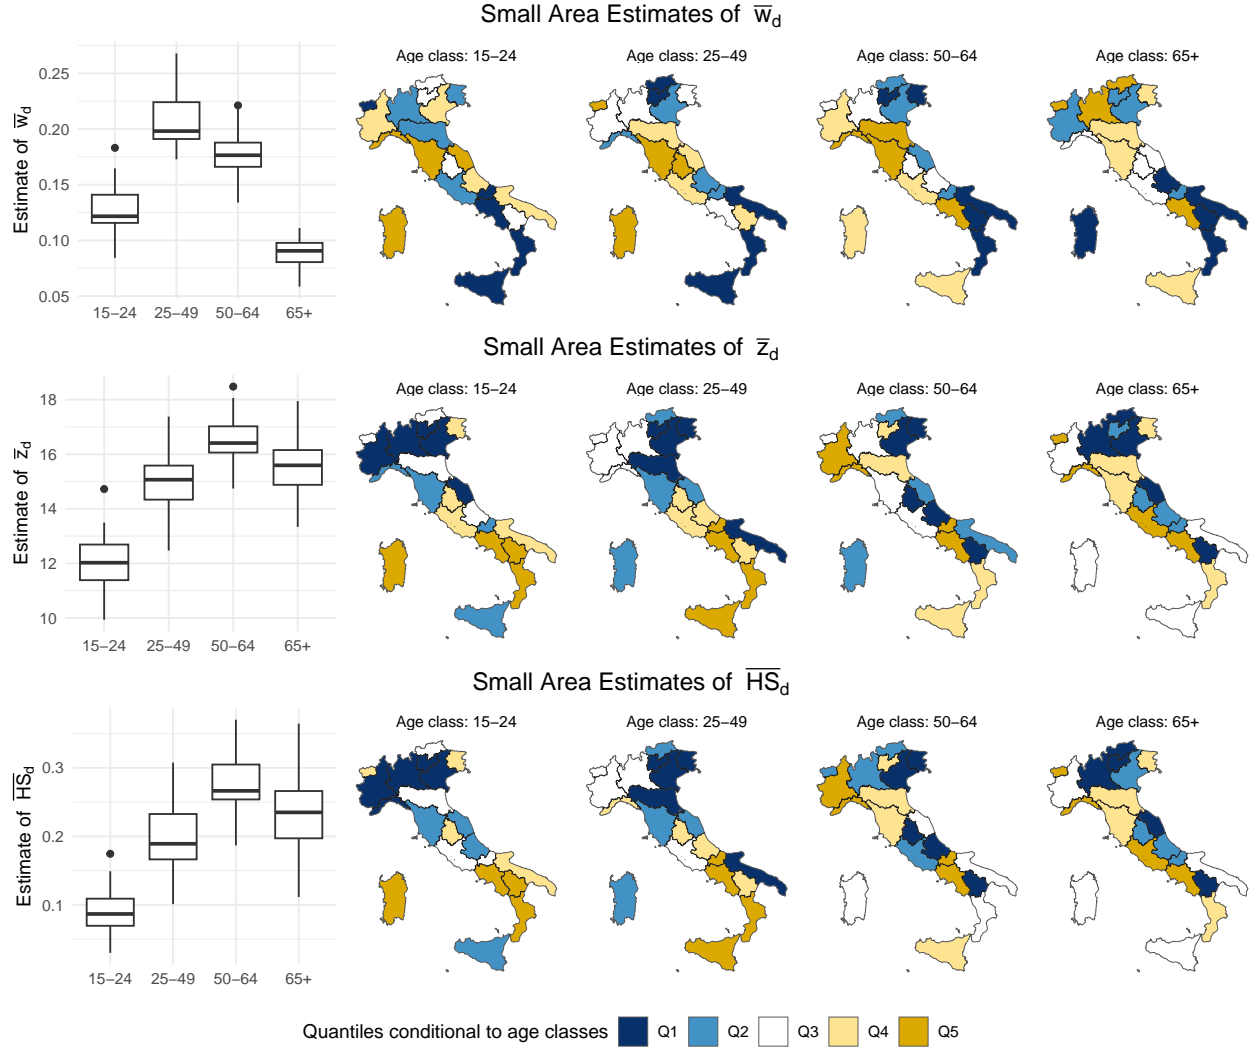 Small Area Estimates of w̅d
Estimate of w̅d
0.25
0.20
0.15
0.10
0.05
15−24 25−49 50−64 65+
Age class: 15−24
Age class: 25−49
Age class: 50−64
Age class: 65+
Small Area Estimates of z̅d
Estimate of z̅d
18
16
14
12
10
15−24 25−49 50−64 65+
Age class: 15−24
Age class: 25−49
Age class: 50−64
Age class: 65+
Small Area Estimates of H̅S̅d
Estimate of H̅S̅d
0.3
0.2
0.1
15−24 25−49 50−64 65+
Age class: 15−24
Age class: 25−49
Age class: 50−64
Age class: 65+
Quantiles conditional to age classes Q1 Q2 Q3 Q4 Q5